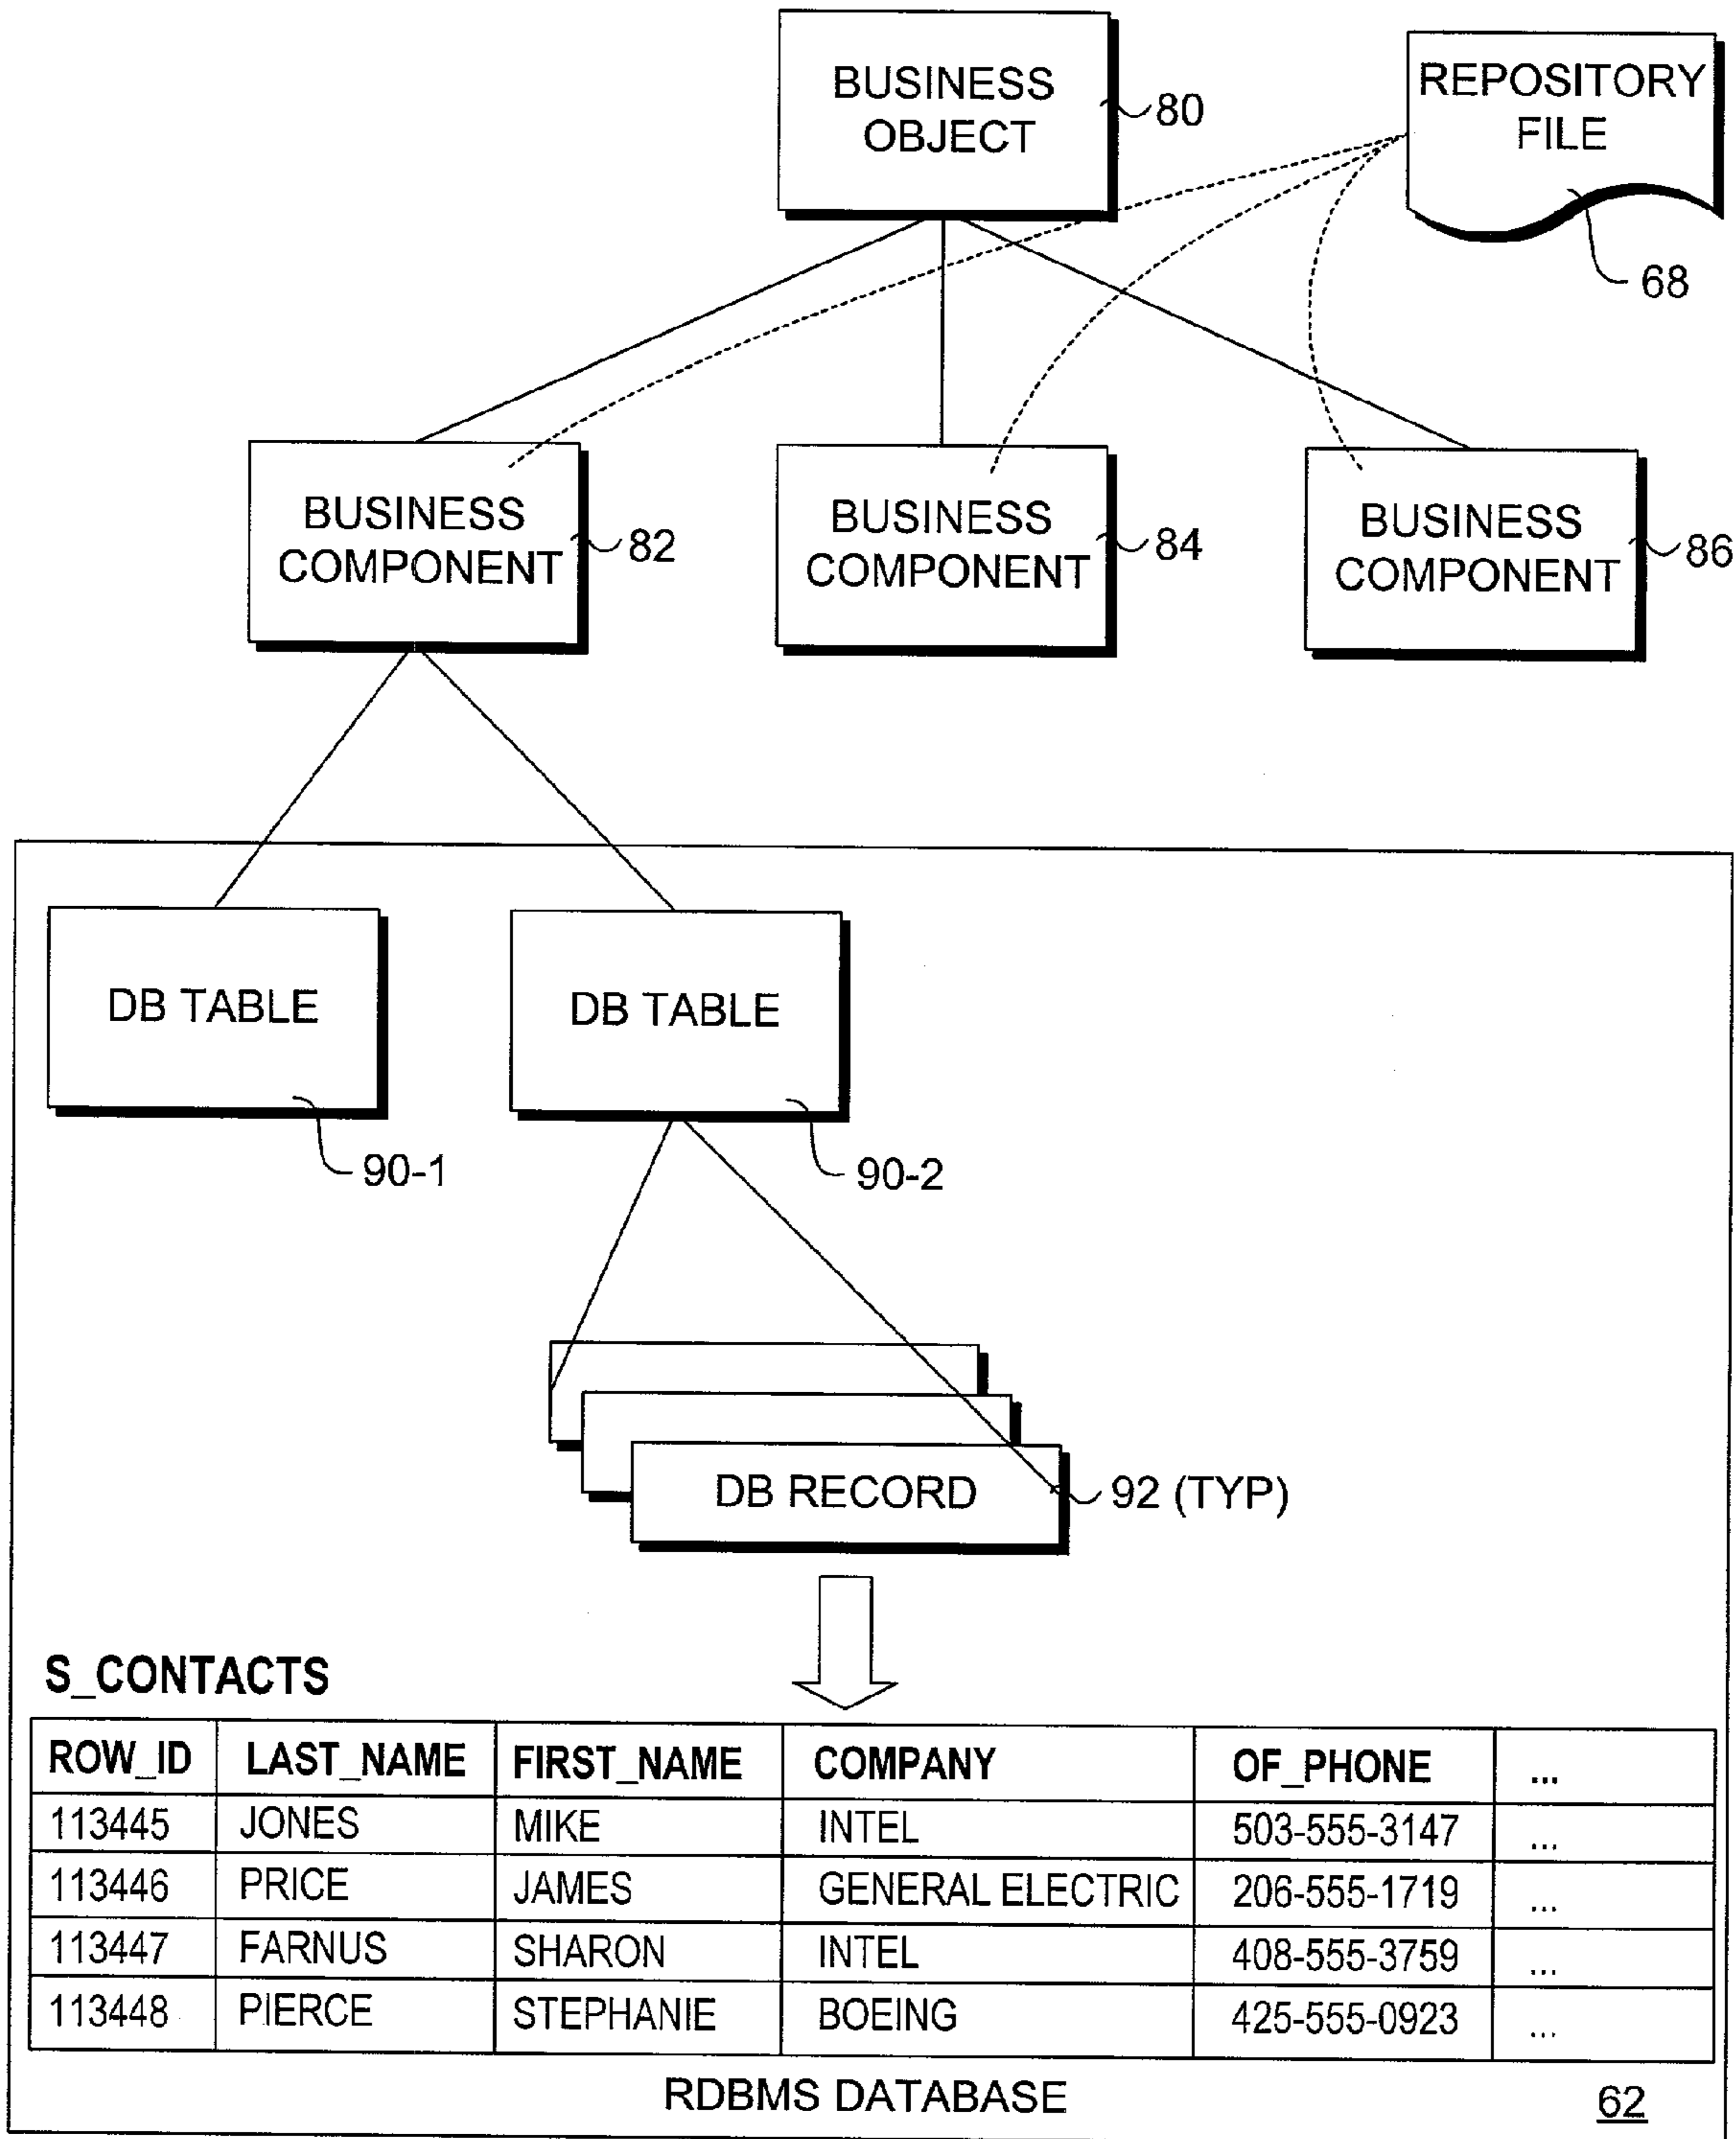 BUSINESS
OBJECT
80
REPOSITORY
FILE
68
BUSINESS
COMPONENT
82
BUSINESS
COMPONENT
84
BUSINESS
COMPONENT
86
DB TABLE
90-1
DB TABLE
90-2
DB RECORD
92 (TYP)
S_CONTACTS
ROW_ID LAST_NAME FIRST_NAME COMPANY OF_PHONE ...
113445 JONES MIKE INTEL 503-555-3147 ...
113446 PRICE JAMES GENERAL ELECTRIC 206-555-1719 ...
113447 FARNUS SHARON INTEL 408-555-3759 ...
113448 PIERCE STEPHANIE BOEING 425-555-0923 ...
RDBMS DATABASE
62